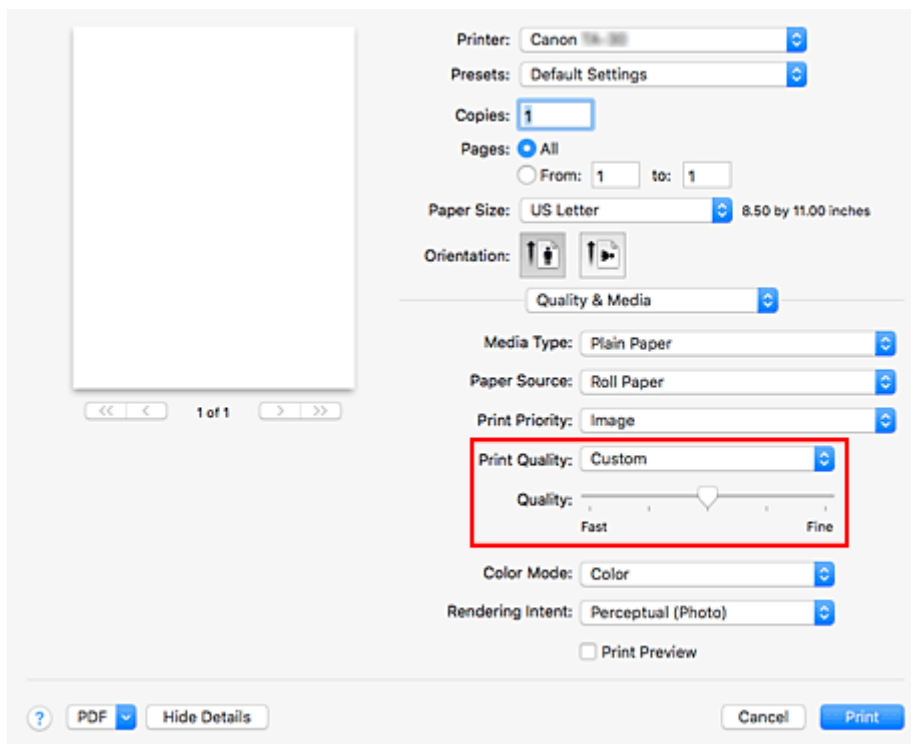 Printer: Canon
Presets: Default Settings
Copies: 1
Pages: All
From: 1 to: 1
Paper Size: US Letter 8.50 by 11.00 inches
Orientation:
Quality & Media
Media Type: Plain Paper
Paper Source: Roll Paper
<< < 1 of 1 > >>
Print Priority: Image
Print Quality: Custom
Quality:
Fast Fine
Color Mode: Color
Rendering Intent: Perceptual (Photo)
Print Preview
? PDF Hide Details Cancel Print